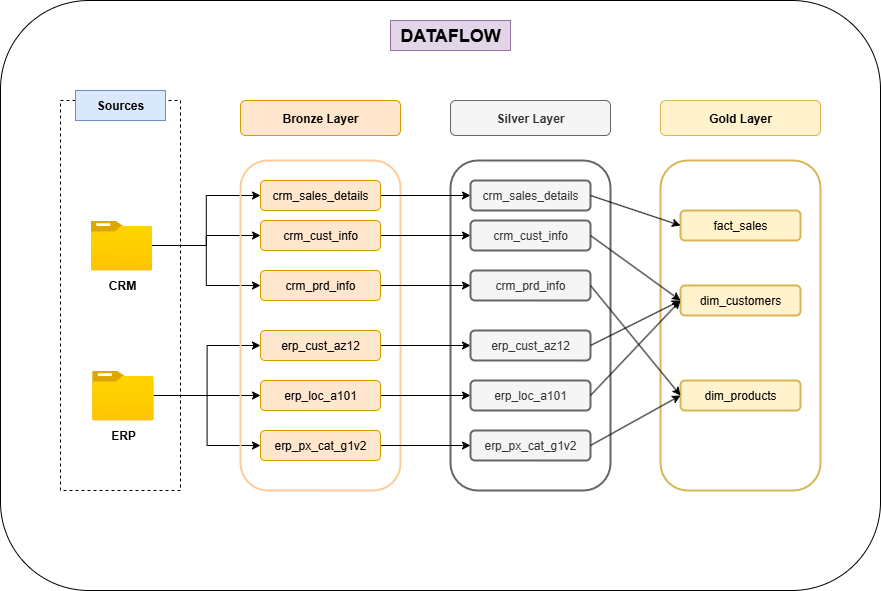 DATAFLOW
Sources
Bronze Layer
Silver Layer
Gold Layer
CRM
ERP
crm_sales_details
crm_cust_info
crm_prd_info
erp_cust_az12
erp_loc_a101
erp_px_cat_g1v2
crm_sales_details
crm_cust_info
crm_prd_info
erp_cust_az12
erp_loc_a101
erp_px_cat_g1v2
fact_sales
dim_customers
dim_products